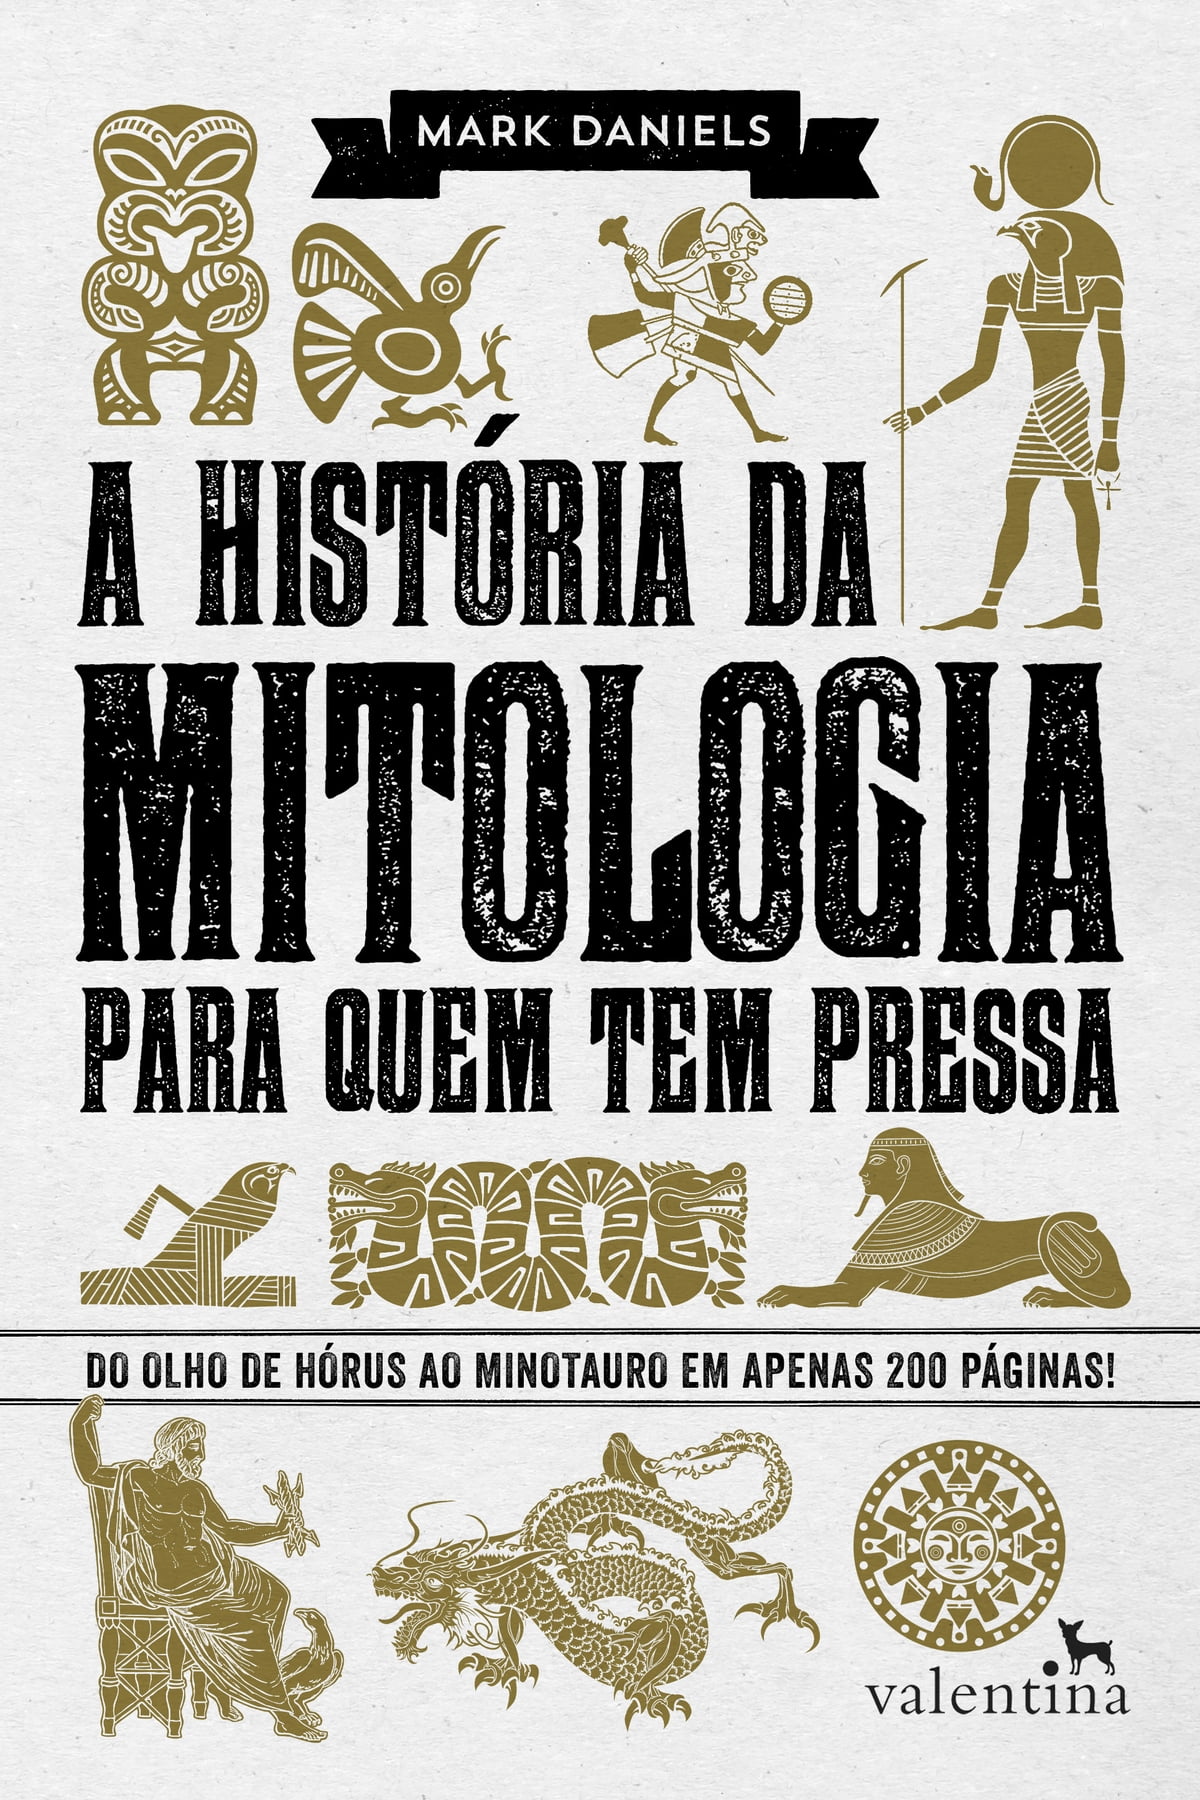 MARK DANIELS
A HISTÓRIA DA
MITOLOGIA
PARA QUEM TEM PRESSA
DO OLHO DE HÓRUS AO MINOTAURO EM APENAS 200 PÁGINAS!
valentina